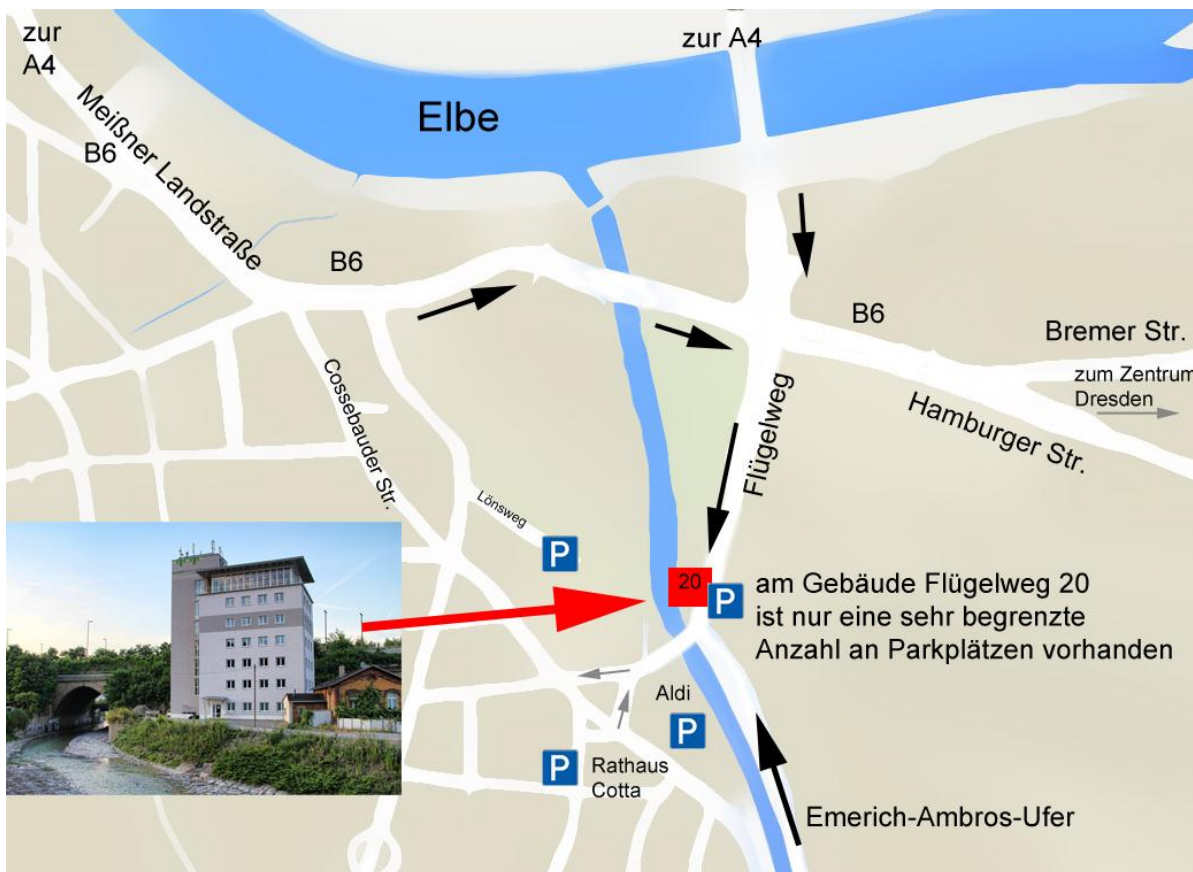 zur
A4
zur A4
Elbe
Meißner Landstraße
B6
B6
B6
Bremer Str.
zum Zentrum
Dresden
Hamburger Str.
Cossebauder Str.
Flügelweg
Lönsweg
P
20
P
am Gebäude Flügelweg 20
ist nur eine sehr begrenzte
Anzahl an Parkplätzen vorhanden
Aldi
P
P
Rathaus
Cotta
Emerich-Ambros-Ufer